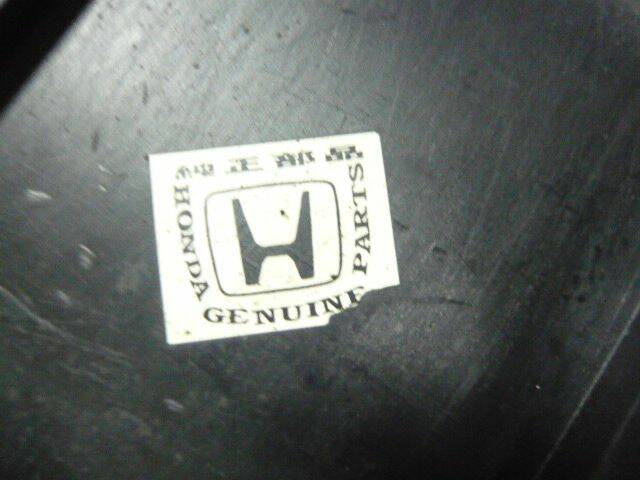 純正部品
HONDA
GENUINE
PARTS